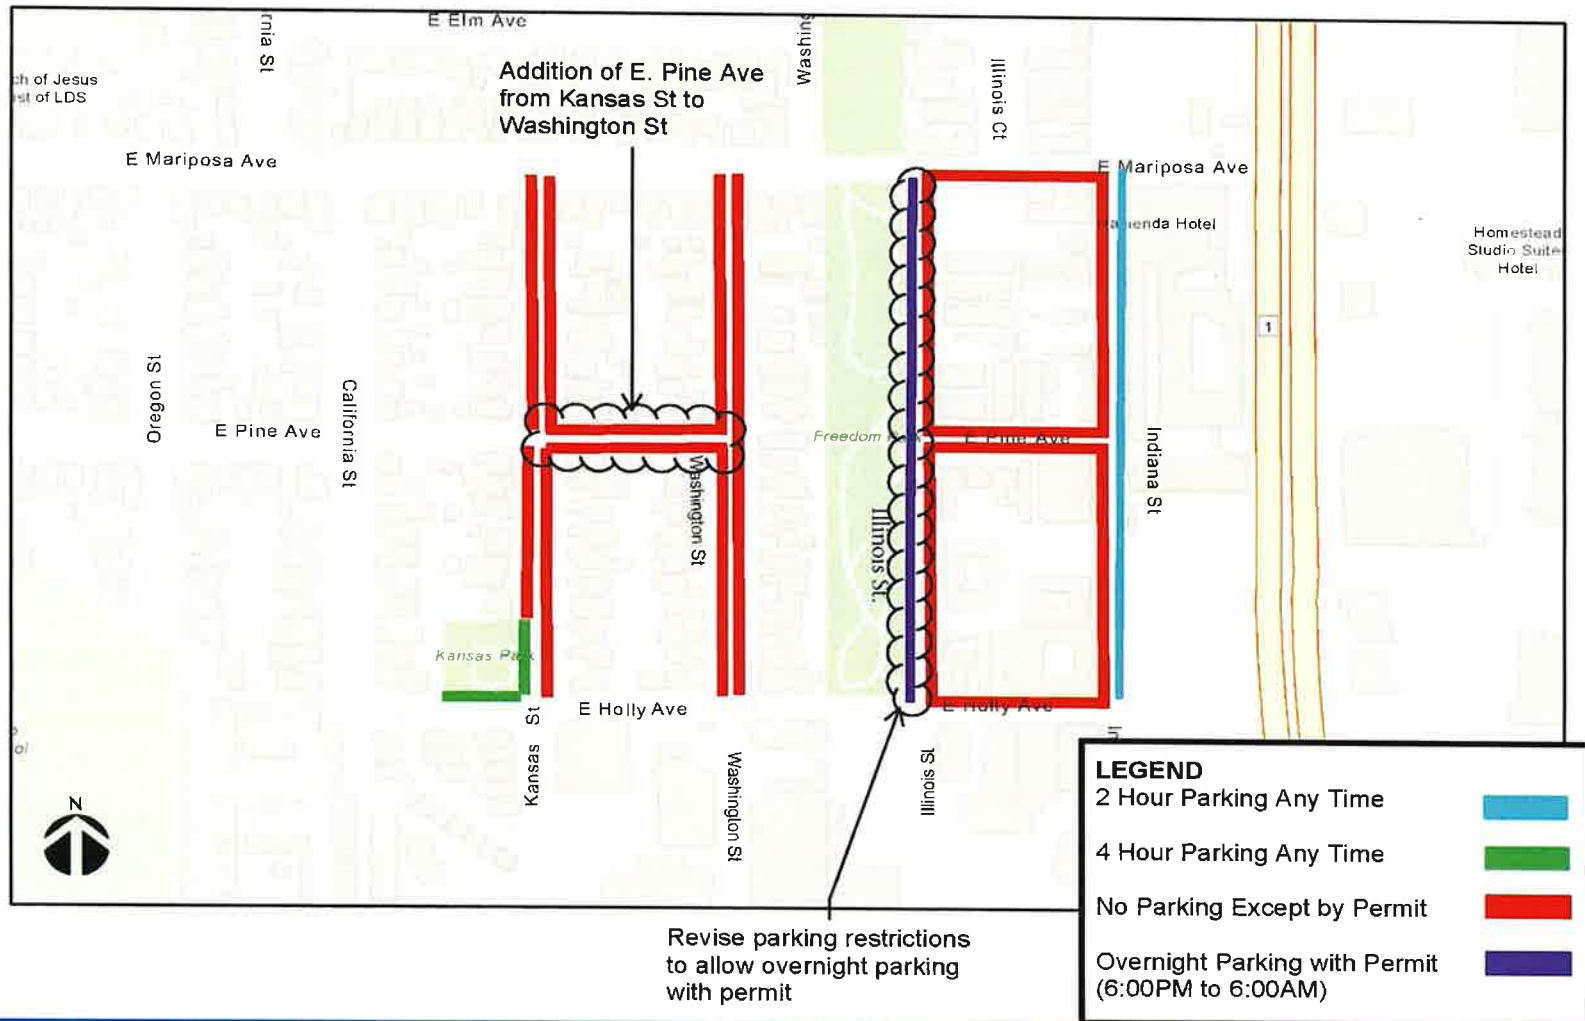 E Elm Ave
rnia St
Washing
ch of Jesus
st of LDS
Addition of E. Pine Ave
from Kansas St to
Washington St
Illinois Ct
E Mariposa Ave
E Mariposa Ave
enda Hotel
Homestead
Studio Suite
Hotel
1
Oregon St
California St
E Pine Ave
Freedom
E Pine Ave
Indiana St
Washington St
Illinois St.
Kansas Park
E Holly Ave
E Holly Ave
Kansas St
Washington St
Illinois St
In
ol
N
Revise parking restrictions
to allow overnight parking
with permit
LEGEND
2 Hour Parking Any Time
4 Hour Parking Any Time
No Parking Except by Permit
Overnight Parking with Permit
(6:00PM to 6:00AM)